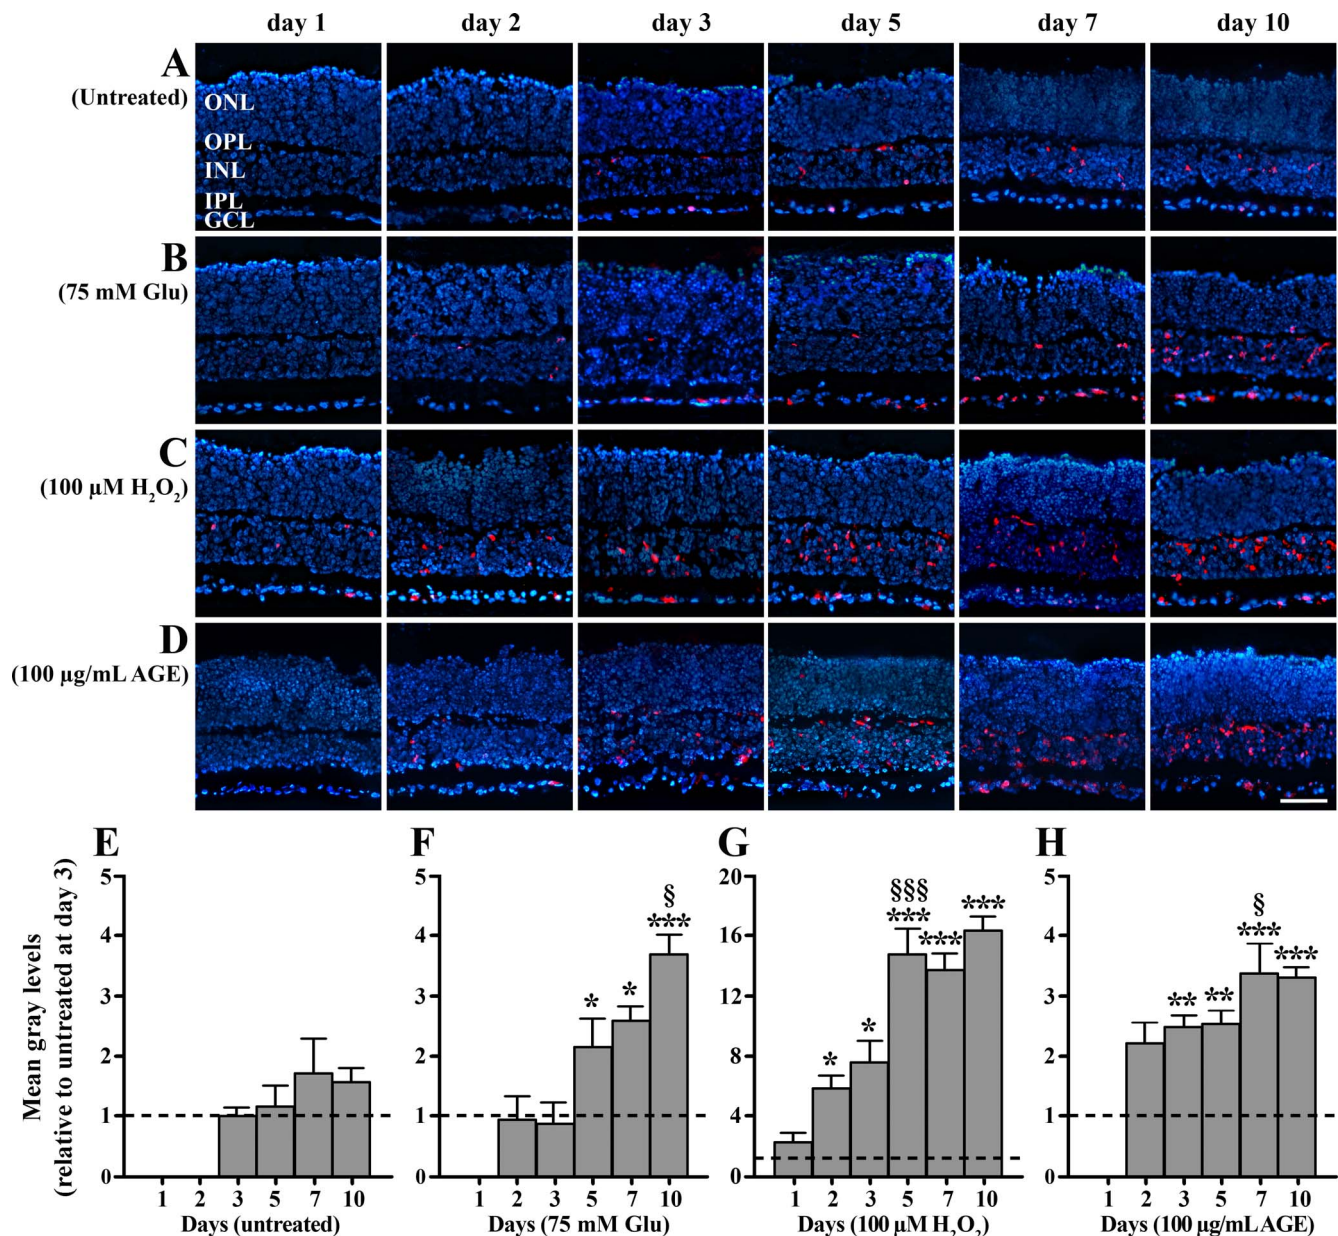 day 1 day 2 day 3 day 5 day 7 day 10
A
(Untreated)
ONL
OPL
INL
IPL
GCL
B
(75 mM Glu)
C
(100 µM H₂O₂)
D
(100 µg/mL AGE)
E F G H
Mean gray levels
(relative to untreated at day 3)
5
4
3
2
1
0
1 2 3 5 7 10
Days (untreated)
5
4
3
2
1
0
§
* * ***
1 2 3 5 7 10
Days (75 mM Glu)
20
16
12
8
4
0
§§§
* * *** *** ***
1 2 3 5 7 10
Days (100 µM H₂O₂)
5
4
3
2
1
0
§
** ** *** ***
1 2 3 5 7 10
Days (100 µg/mL AGE)